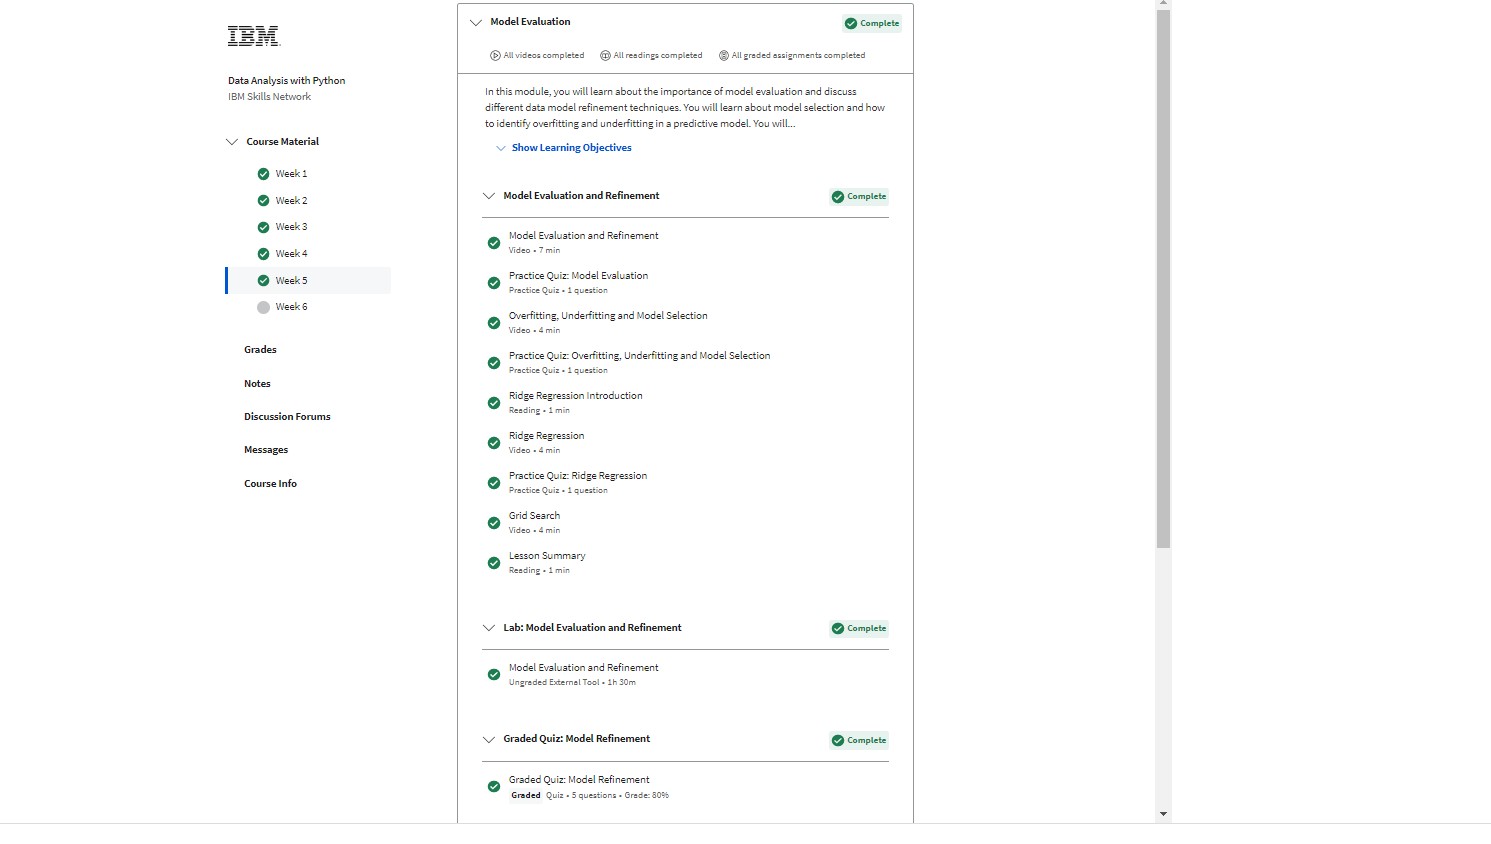 IBM
Data Analysis with Python
IBM Skills Network
Course Material
Week 1
Week 2
Week 3
Week 4
Week 5
Week 6
Grades
Notes
Discussion Forums
Messages
Course Info
Model Evaluation
Complete
All videos completed All readings completed All graded assignments completed
In this module, you will learn about the importance of model evaluation and discuss
different data model refinement techniques. You will learn about model selection and how
to identify overfitting and underfitting in a predictive model. You will...
Show Learning Objectives
Model Evaluation and Refinement
Complete
Model Evaluation and Refinement
Video • 7 min
Practice Quiz: Model Evaluation
Practice Quiz • 1 question
Overfitting, Underfitting and Model Selection
Video • 4 min
Practice Quiz: Overfitting, Underfitting and Model Selection
Practice Quiz • 1 question
Ridge Regression Introduction
Reading • 1 min
Ridge Regression
Video • 4 min
Practice Quiz: Ridge Regression
Practice Quiz • 1 question
Grid Search
Video • 4 min
Lesson Summary
Reading • 1 min
Lab: Model Evaluation and Refinement
Complete
Model Evaluation and Refinement
Ungraded External Tool • 1h 30m
Graded Quiz: Model Refinement
Complete
Graded Quiz: Model Refinement
Graded Quiz • 5 questions • Grade: 80%